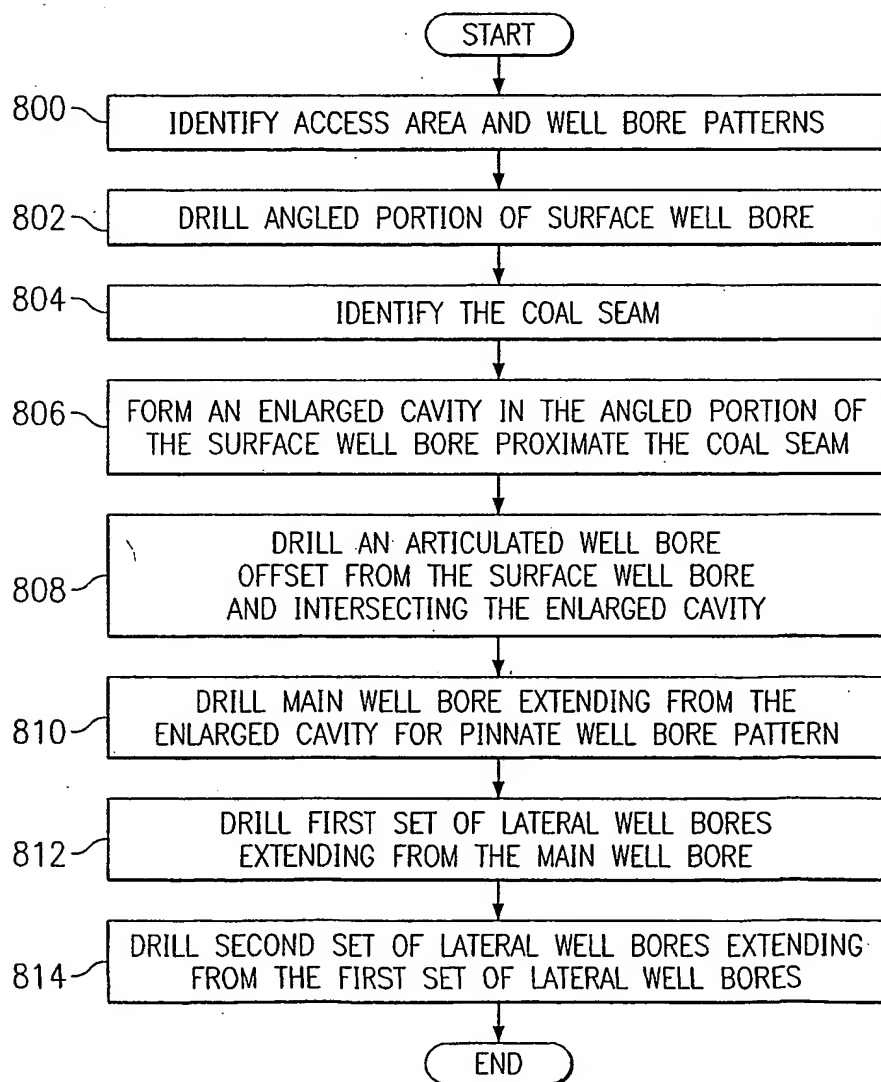 START
800
IDENTIFY ACCESS AREA AND WELL BORE PATTERNS
802
DRILL ANGLED PORTION OF SURFACE WELL BORE
804
IDENTIFY THE COAL SEAM
806
FORM AN ENLARGED CAVITY IN THE ANGLED PORTION OF
THE SURFACE WELL BORE PROXIMATE THE COAL SEAM
808
DRILL AN ARTICULATED WELL BORE
OFFSET FROM THE SURFACE WELL BORE
AND INTERSECTING THE ENLARGED CAVITY
810
DRILL MAIN WELL BORE EXTENDING FROM THE
ENLARGED CAVITY FOR PINNATE WELL BORE PATTERN
812
DRILL FIRST SET OF LATERAL WELL BORES
EXTENDING FROM THE MAIN WELL BORE
814
DRILL SECOND SET OF LATERAL WELL BORES EXTENDING
FROM THE FIRST SET OF LATERAL WELL BORES
END